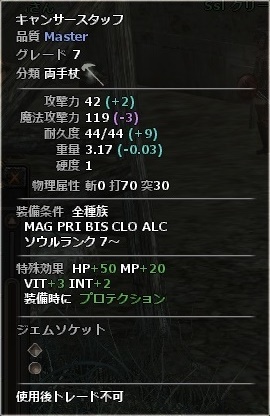 キャンサースタッフ
品質 Master
グレード 7
分類 両手杖
攻撃力 42 (+2)
魔法攻撃力 119 (-3)
耐久度 44/44 (+9)
重量 3.17 (-0.03)
硬度 1
物理属性 斬0 打70 突30
装備条件 全種族
MAG PRI BIS CLO ALC
ソウルランク 7～
特殊効果 HP+50 MP+20
VIT+3 INT+2
装備時に プロテクション
ジェムソケット
使用後トレード不可